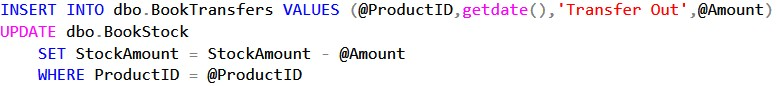 INSERT INTO dbo.BookTransfers VALUES (@ProductID,getdate(),'Transfer Out',@Amount)
UPDATE dbo.BookStock
SET StockAmount = StockAmount - @Amount
WHERE ProductID = @ProductID